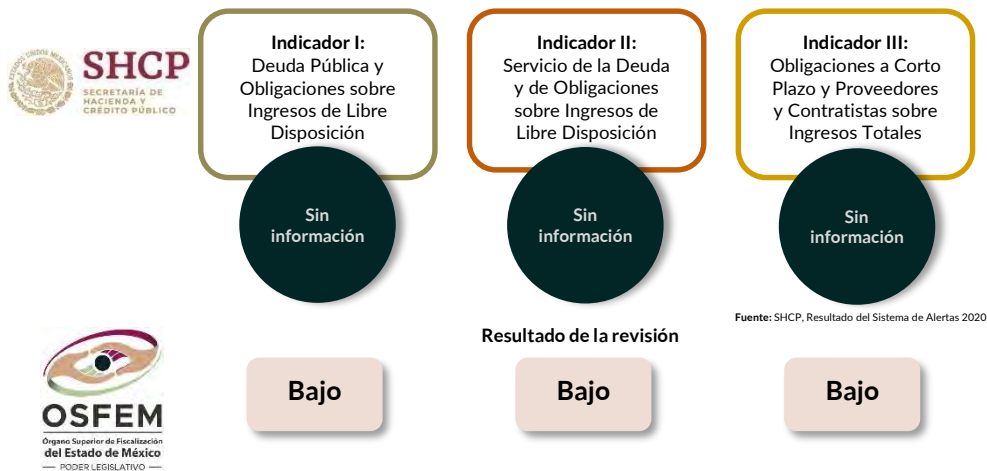 SHCP
SECRETARÍA DE
HACIENDA Y
CRÉDITO PÚBLICO
Indicador I:
Deuda Pública y
Obligaciones sobre
Ingresos de Libre
Disposición
Sin
información
Indicador II:
Servicio de la Deuda
y de Obligaciones
sobre Ingresos de
Libre Disposición
Sin
información
Indicador III:
Obligaciones a Corto
Plazo y Proveedores
y Contratistas sobre
Ingresos Totales
Sin
información
Fuente: SHCP, Resultado del Sistema de Alertas 2020
Resultado de la revisión
OSFEM
Órgano Superior de Fiscalización
del Estado de México
PODER LEGISLATIVO
Bajo
Bajo
Bajo